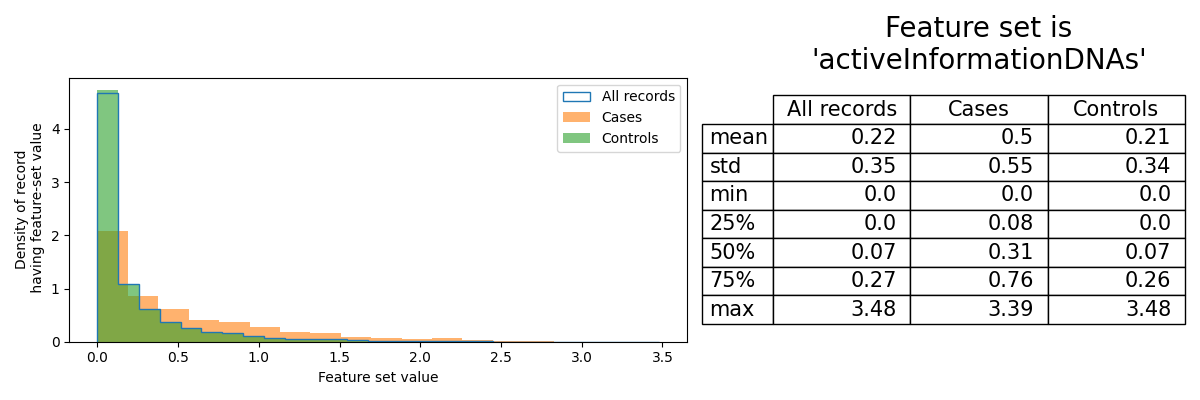 Density of record
having feature-set value
4
3
2
1
0
0.0 0.5 1.0 1.5 2.0 2.5 3.0 3.5
Feature set value
All records
Cases
Controls
Feature set is
'activeInformationDNAs'
All records Cases Controls
mean 0.22 0.5 0.21
std 0.35 0.55 0.34
min 0.0 0.0 0.0
25% 0.0 0.08 0.0
50% 0.07 0.31 0.07
75% 0.27 0.76 0.26
max 3.48 3.39 3.48